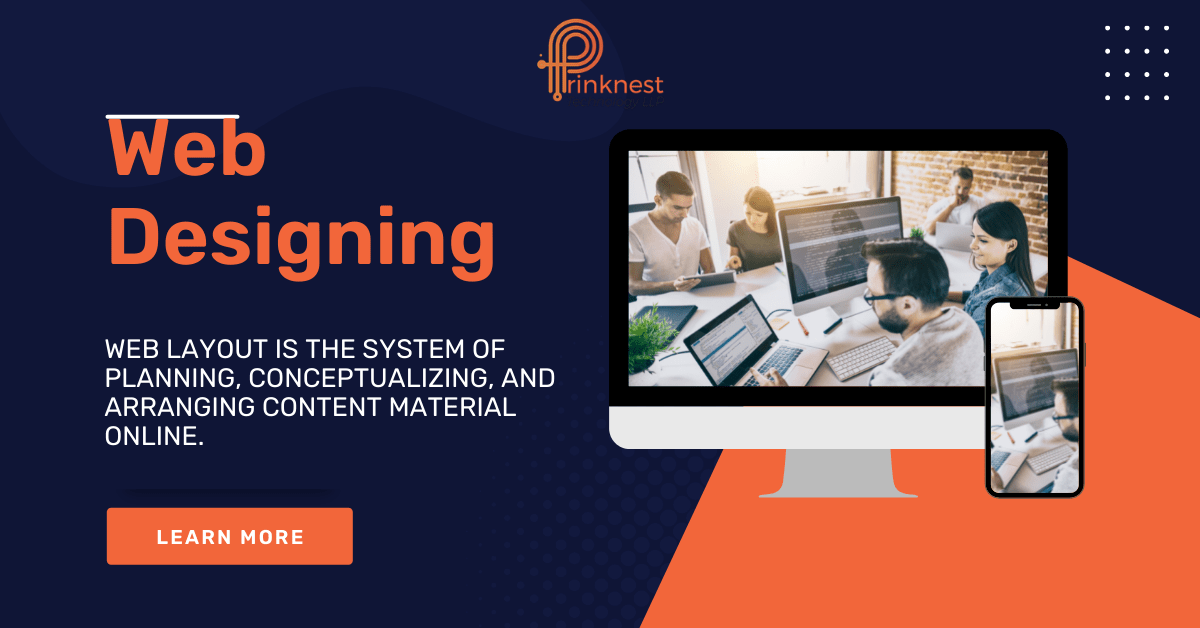 Prinknest
Web
Designing
WEB LAYOUT IS THE SYSTEM OF
PLANNING, CONCEPTUALIZING, AND
ARRANGING CONTENT MATERIAL
ONLINE.
LEARN MORE